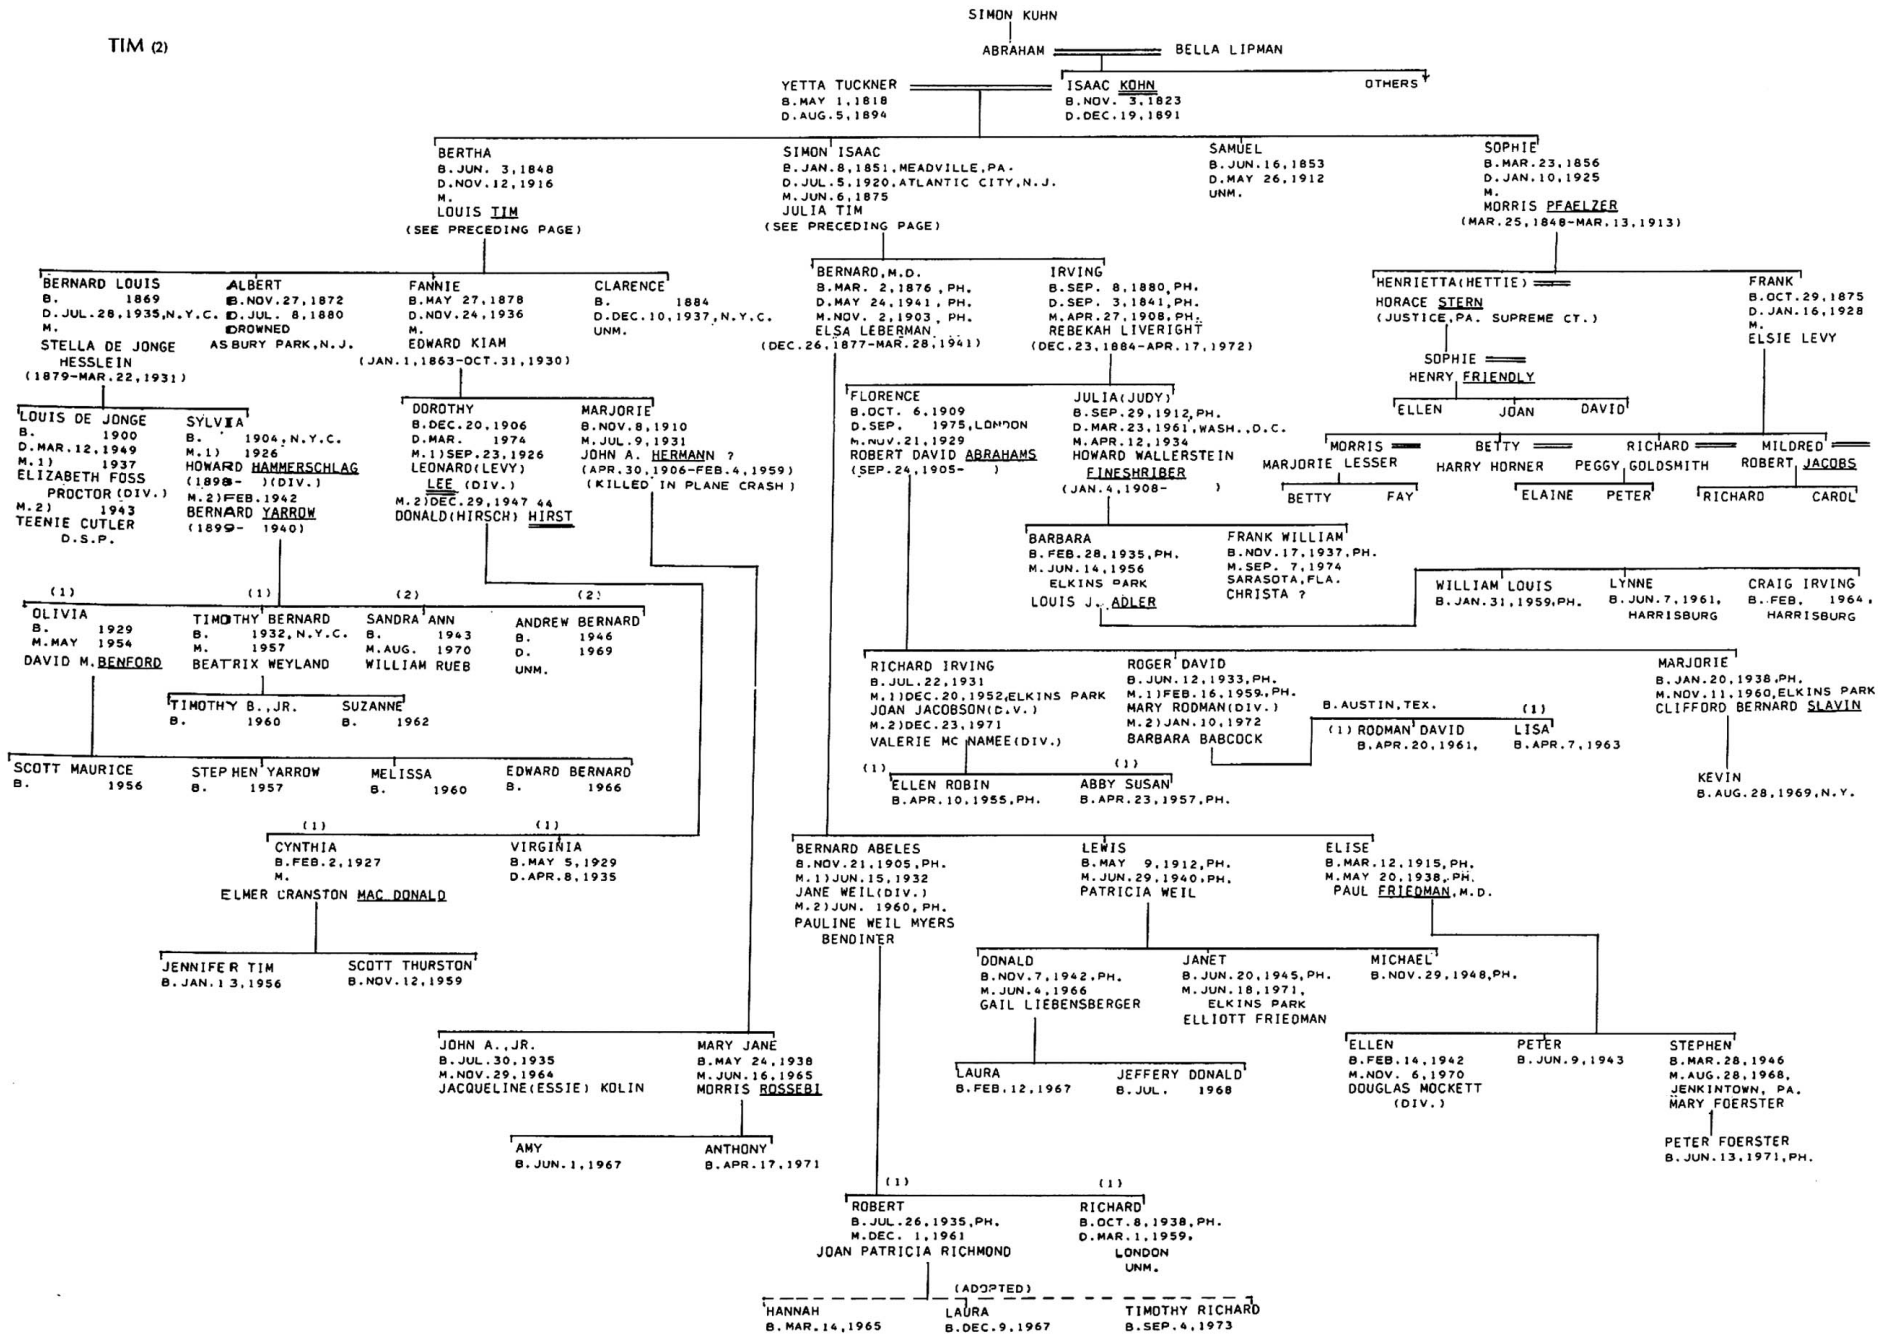 TIM (2)
SIMON KUHN
ABRAHAM BELLA LIPMAN
YETTA TUCKNER
B.MAY 1,1818
D.AUG.5,1894
ISAAC KOHN
B.NOV. 3,1823
D.DEC.19,1891
OTHERS
BERTHA
B.JUN. 3,1848
D.NOV.12,1916
M.
LOUIS TIM
(SEE PRECEDING PAGE)
SIMON ISAAC
B.JAN.8,1851,MEADVILLE,PA.
D.JUL.5,1920,ATLANTIC CITY,N.J.
M.JUN.6,1875
JULIA TIM
(SEE PRECEDING PAGE)
SAMUEL
B.JUN.16,1853
D.MAY 26,1912
UNM.
SOPHIE
B.MAR.23,1856
D.JAN.10,1925
M.
MORRIS PFAELZER
(MAR.25,1848-MAR.13,1913)
BERNARD LOUIS
B. 1869
D.JUL.28,1935,N.Y.C.
M.
STELLA DE JONGE
HESSLEIN
(1879-MAR.22,1931)
ALBERT
B.NOV.27,1872
D.JUL. 8,1880
DROWNED
ASBURY PARK,N.J.
FANNIE
B.MAY 27,1878
D.NOV.24,1936
M.
EDWARD KIAM
(JAN.1,1863-OCT.31,1930)
CLARENCE
B. 1884
D.DEC.10,1937,N.Y.C.
UNM.
BERNARD,M.D.
B.MAR. 2,1876,PH.
D.MAY 24,1941,PH.
M.NOV. 2,1903,PH.
ELSA LEBERMAN
(DEC.26,1877-MAR.28,1941)
IRVING
B.SEP. 8,1880,PH.
D.SEP. 3,1841,PH.
M.APR.27,1908,PH.
REBEKAH LIVERIGHT
(DEC.23,1884-APR.17,1972)
HENRIETTA(HETTIE)
HORACE STERN
(JUSTICE,PA. SUPREME CT.)
FRANK
B.OCT.29,1875
D.JAN.16,1928
M.
ELSIE LEVY
SOPHIE
HENRY FRIENDLY
ELLEN JOAN DAVID
LOUIS DE JONGE
B. 1900
D.MAR.12,1949
M.1) 1937
ELIZABETH FOSS
PROCTOR(DIV.)
M.2) 1943
TEENIE CUTLER
D.S.P.
SYLVIA
B. 1904,N.Y.C.
M.1) 1926
HOWARD HAMMERSCHLAG
(1898- )(DIV.)
M.2)FEB.1942
BERNARD YARROW
(1899- 1940)
DOROTHY
B.DEC.20,1906
D.MAR. 1974
M.1)SEP.23,1926
LEONARD(LEVY)
LEE (DIV.)
M.2)DEC.29,1947 44
DONALD(HIRSCH) HIRST
MARJORIE
B.NOV.8,1910
M.JUL.9,1931
JOHN A. HERMANN ?
(APR.30,1906-FEB.4,1959)
(KILLED IN PLANE CRASH)
FLORENCE
B.OCT. 6,1909
D.SEP. 1975,LONDON
M.NOV.21,1929
ROBERT DAVID ABRAHAMS
(SEP.24,1905- )
JULIA(JUDY)
B.SEP.29,1912,PH.
D.MAR.23,1961,WASH.,D.C.
M.APR.12,1934
HOWARD WALLERSTEIN
FINESHRIBER
(JAN.4,1908- )
MORRIS
MARJORIE LESSER
BETTY
HARRY HORNER
RICHARD
PEGGY GOLDSMITH
MILDRED
ROBERT JACOBS
BETTY FAY
ELAINE PETER
RICHARD CAROL
BARBARA
B.FEB.28,1935,PH.
M.JUN.14,1956
ELKINS PARK
LOUIS J. ADLER
FRANK WILLIAM
B.NOV.17,1937,PH.
M.SEP. 7,1974
SARASOTA,FLA.
CHRISTA ?
WILLIAM LOUIS
B.JAN.31,1959,PH.
LYNNE
B.JUN.7,1961,
HARRISBURG
CRAIG IRVING
B.FEB. 1964,
HARRISBURG
(1)
OLIVIA
B. 1929
M.MAY 1954
DAVID M.BENFORD
(1)
TIMOTHY BERNARD
B. 1932,N.Y.C.
M. 1957
BEATRIX WEYLAND
(2)
SANDRA ANN
B. 1943
M.AUG. 1970
WILLIAM RUEB
(2)
ANDREW BERNARD
B. 1946
D. 1969
UNM.
TIMOTHY B.,JR.
B. 1960
SUZANNE
B. 1962
SCOTT MAURICE
B. 1956
STEPHEN YARROW
B. 1957
MELISSA
B. 1960
EDWARD BERNARD
B. 1966
RICHARD IRVING
B.JUL.22,1931
M.1)DEC.20,1952,ELKINS PARK
JOAN JACOBSON(DIV.)
M.2)DEC.23,1971
VALERIE MC NAMEE(DIV.)
ROGER DAVID
B.JUN.12,1933,PH.
M.1)FEB.16,1959,PH.
MARY RODMAN(DIV.)
M.2)JAN.10,1972
BARBARA BABCOCK
B.AUSTIN,TEX.
(1) RODMAN DAVID
B.APR.20,1961,
(1)
LISA
B.APR.7,1963
MARJORIE
B.JAN.20,1938,PH.
M.NOV.11,1960,ELKINS PARK
CLIFFORD BERNARD SLAVIN
KEVIN
B.AUG.28,1969,N.Y.
(1)
ELLEN ROBIN
B.APR.10,1955,PH.
(1)
ABBY SUSAN
B.APR.23,1957,PH.
(1)
CYNTHIA
B.FEB.2,1927
M.
ELMER CRANSTON MAC DONALD
(1)
VIRGINIA
B.MAY 5,1929
D.APR.8,1935
JENNIFER TIM
B.JAN.13,1956
SCOTT THURSTON
B.NOV.12,1959
BERNARD ABELES
B.NOV.21,1905,PH.
M.1)JUN.15,1932
JANE WEIL(DIV.)
M.2)JUN. 1960,PH.
PAULINE WEIL MYERS
BENDINER
LEWIS
B.MAY 9,1912,PH.
M.JUN.29,1940,PH.
PATRICIA WEIL
ELISE
B.MAR.12,1915,PH.
M.MAY 20,1938,PH.
PAUL FRIEDMAN,M.D.
DONALD
B.NOV.7,1942,PH.
M.JUN.4,1966
GAIL LIEBENSBERGER
JANET
B.JUN.20,1945,PH.
M.JUN.18,1971,
ELKINS PARK
ELLIOTT FRIEDMAN
MICHAEL
B.NOV.29,1948,PH.
JOHN A.,JR.
B.JUL.30,1935
M.NOV.29,1964
JACQUELINE(ESSIE) KOLIN
MARY JANE
B.MAY 24,1938
M.JUN.16,1965
MORRIS ROSSEBI
LAURA
B.FEB.12,1967
JEFFERY DONALD
B.JUL. 1968
ELLEN
B.FEB.14,1942
M.NOV. 6,1970
DOUGLAS MOCKETT
(DIV.)
PETER
B.JUN.9,1943
STEPHEN
B.MAR.28,1946
M.AUG.28,1968,
JENKINTOWN, PA.
MARY FOERSTER
PETER FOERSTER
B.JUN.13,1971,PH.
AMY
B.JUN.1,1967
ANTHONY
B.APR.17,1971
(1)
ROBERT
B.JUL.26,1935,PH.
M.DEC. 1,1961
JOAN PATRICIA RICHMOND
(1)
RICHARD
B.OCT.8,1938,PH.
D.MAR.1,1959,
LONDON
UNM.
(ADOPTED)
HANNAH
B.MAR.14,1965
LAURA
B.DEC.9,1967
TIMOTHY RICHARD
B.SEP.4,1973